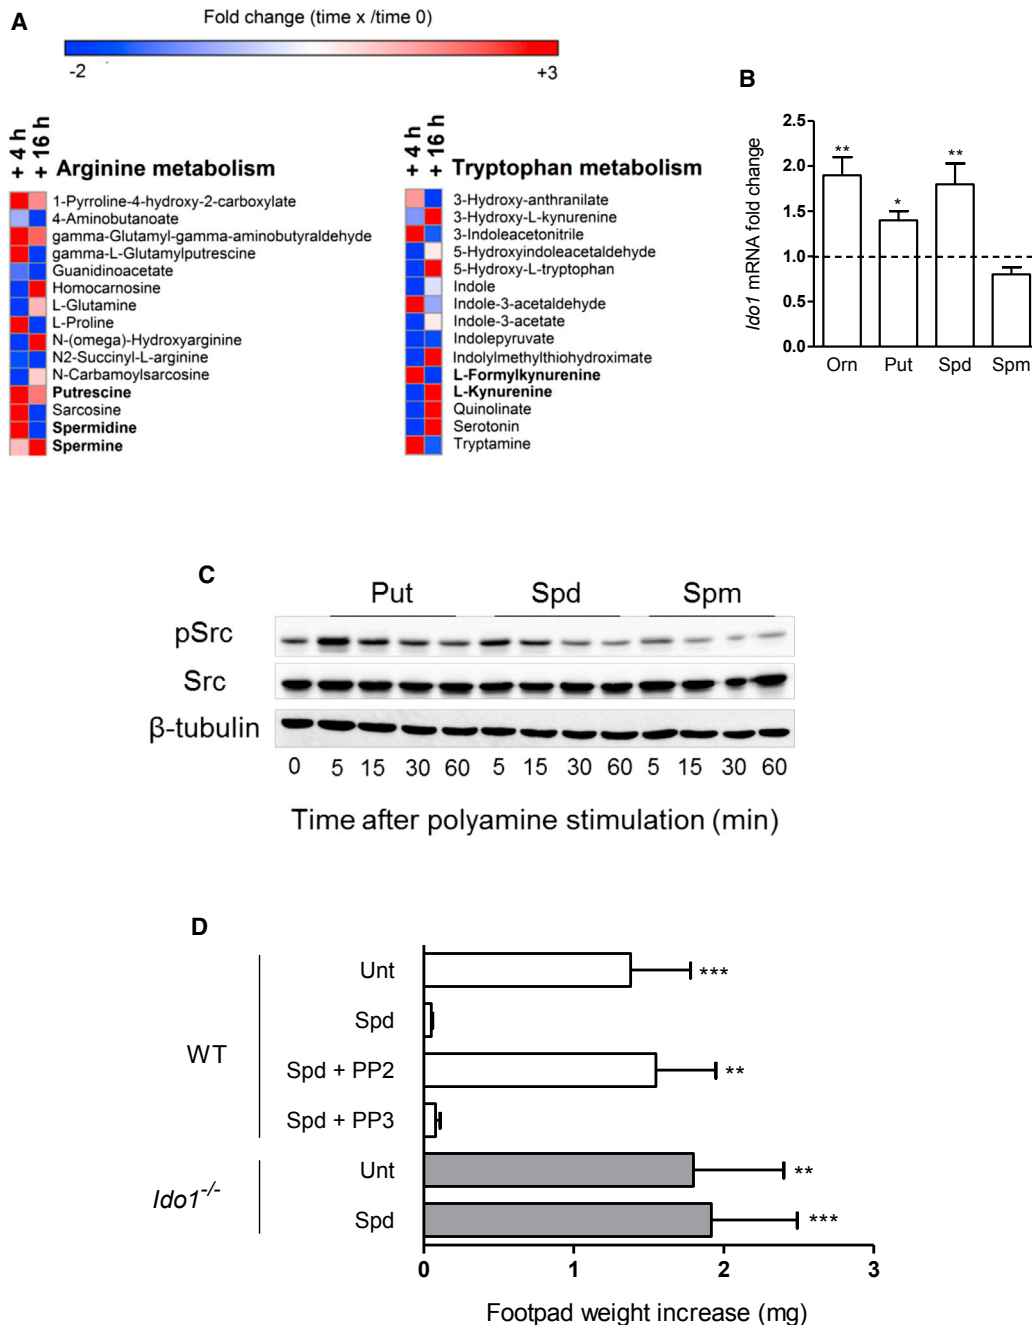 A
Fold change (time x /time 0)
-2
+3
+ 4 h
+ 16 h
Arginine metabolism
1-Pyrroline-4-hydroxy-2-carboxylate
4-Aminobutanoate
gamma-Glutamyl-gamma-aminobutyraldehyde
gamma-L-Glutamylputrescine
Guanidinoacetate
Homocarnosine
L-Glutamine
L-Proline
N-(omega)-Hydroxyarginine
N2-Succinyl-L-arginine
N-Carbamoylsarcosine
Putrescine
Sarcosine
Spermidine
Spermine
+ 4 h
+ 16 h
Tryptophan metabolism
3-Hydroxy-anthranilate
3-Hydroxy-L-kynurenine
3-Indoleacetonitrile
5-Hydroxyindoleacetaldehyde
5-Hydroxy-L-tryptophan
Indole
Indole-3-acetaldehyde
Indole-3-acetate
Indolepyruvate
Indolylmethylthiohydroximate
L-Formylkynurenine
L-Kynurenine
Quinolinate
Serotonin
Tryptamine
B
Ido1 mRNA fold change
2.5
2.0
1.5
1.0
0.5
0.0
**
*
**
Orn Put Spd Spm
C
Put Spd Spm
pSrc
Src
β-tubulin
0 5 15 30 60 5 15 30 60 5 15 30 60
Time after polyamine stimulation (min)
D
WT
Unt ***
Spd
Spd + PP2 **
Spd + PP3
Ido1-/-
Unt **
Spd ***
0 1 2 3
Footpad weight increase (mg)